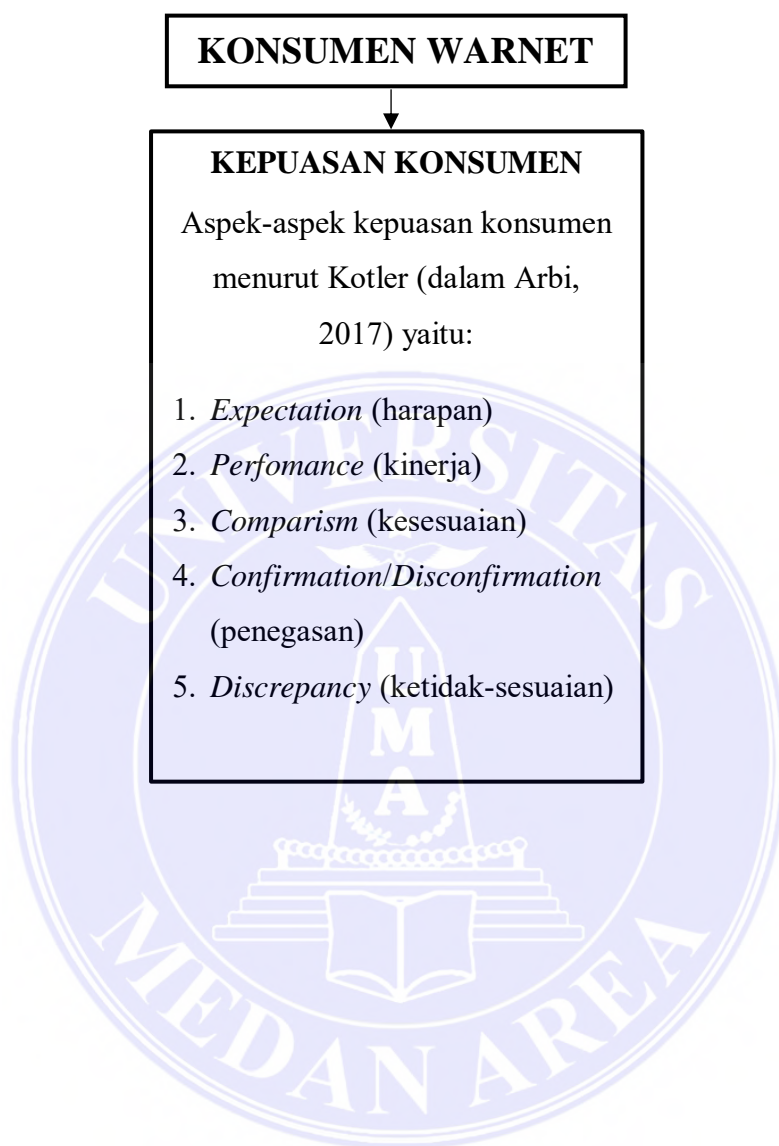 KONSUMEN WARNET
KEPUASAN KONSUMEN
Aspek-aspek kepuasan konsumen
menurut Kotler (dalam Arbi,
2017) yaitu:
1. Expectation (harapan)
2. Perfomance (kinerja)
3. Comparism (kesesuaian)
4. Confirmation/Disconfirmation
(penegasan)
5. Discrepancy (ketidak-sesuaian)
UNIVERSITAS
UMA
MEDAN AREA